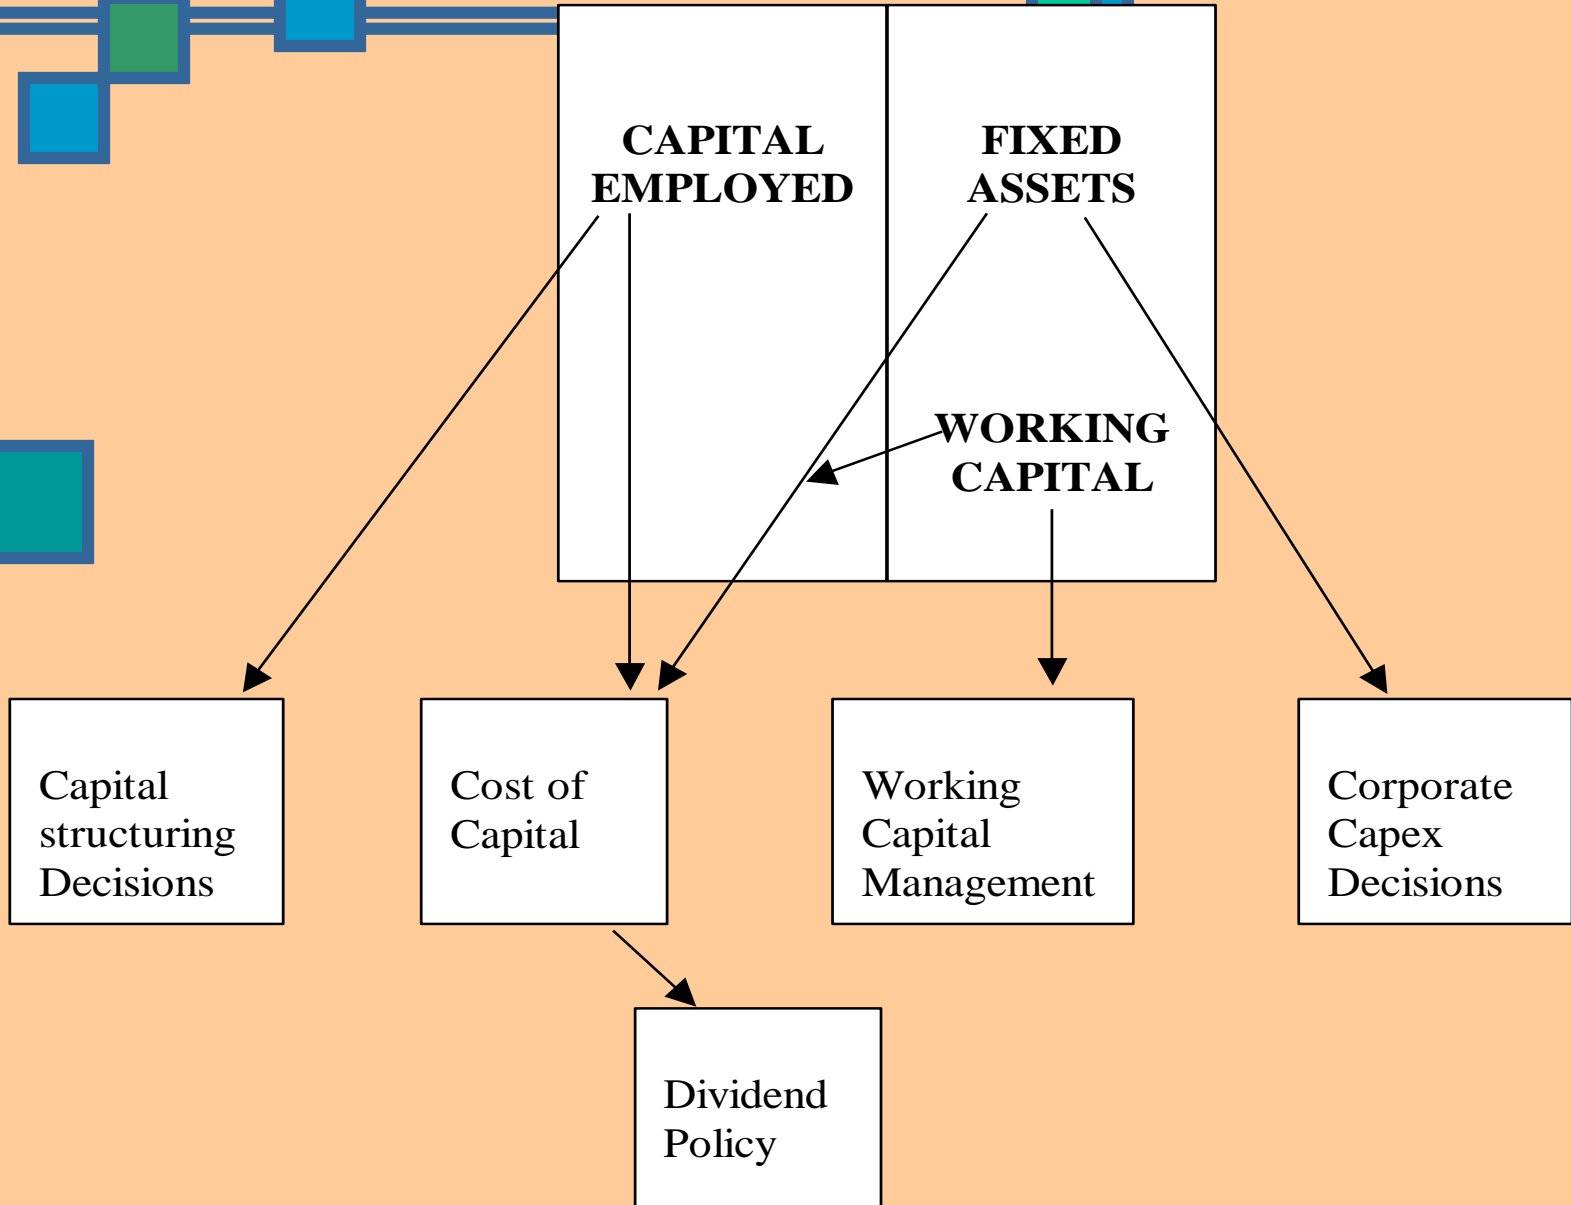 CAPITAL
EMPLOYED
FIXED
ASSETS
WORKING
CAPITAL
Capital
structuring
Decisions
Cost of
Capital
Working
Capital
Management
Corporate
Capex
Decisions
Dividend
Policy